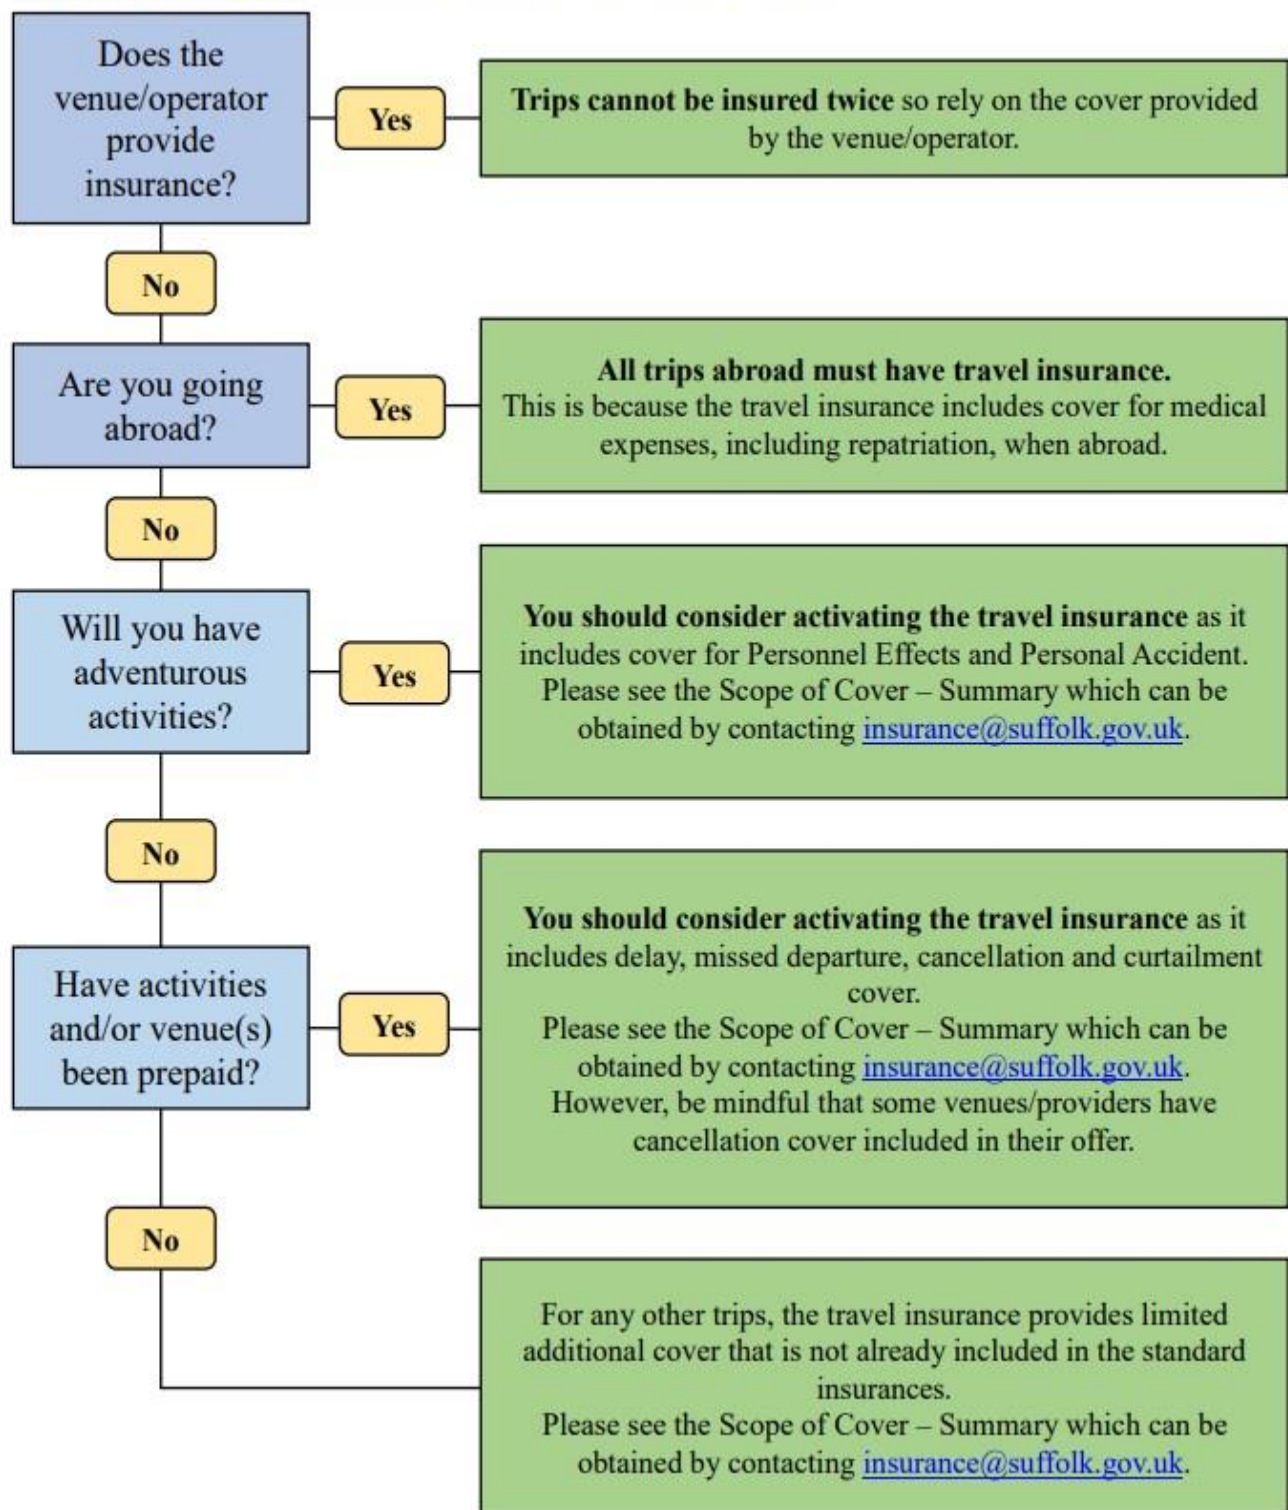 Does the
venue/operator
provide
insurance?
Yes
Trips cannot be insured twice so rely on the cover provided
by the venue/operator.
No
Are you going
abroad?
Yes
All trips abroad must have travel insurance.
This is because the travel insurance includes cover for medical
expenses, including repatriation, when abroad.
No
Will you have
adventurous
activities?
Yes
You should consider activating the travel insurance as it
includes cover for Personnel Effects and Personal Accident.
Please see the Scope of Cover – Summary which can be
obtained by contacting insurance@suffolk.gov.uk.
No
Have activities
and/or venue(s)
been prepaid?
Yes
You should consider activating the travel insurance as it
includes delay, missed departure, cancellation and curtailment
cover.
Please see the Scope of Cover – Summary which can be
obtained by contacting insurance@suffolk.gov.uk.
However, be mindful that some venues/providers have
cancellation cover included in their offer.
No
For any other trips, the travel insurance provides limited
additional cover that is not already included in the standard
insurances.
Please see the Scope of Cover – Summary which can be
obtained by contacting insurance@suffolk.gov.uk.